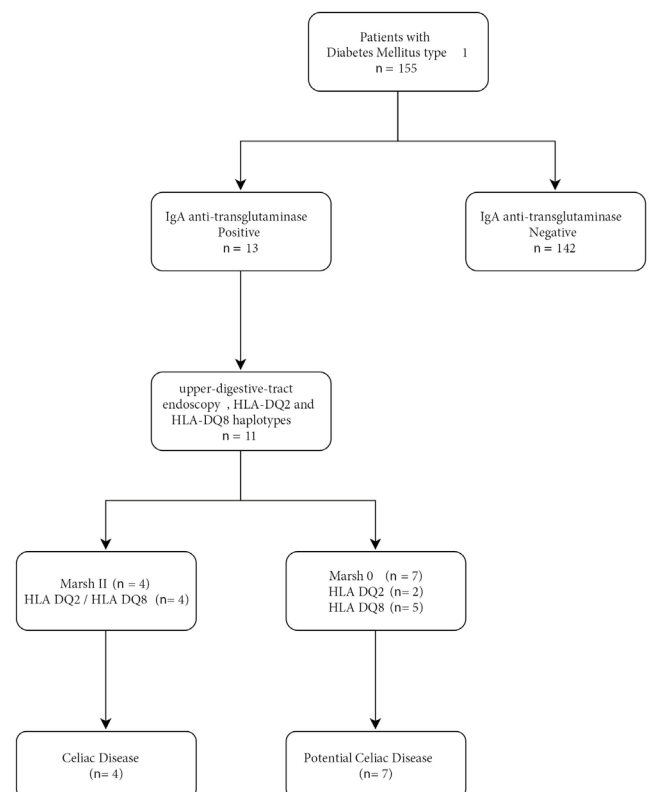 Patients with
Diabetes Mellitus type 1
n = 155
IgA anti-transglutaminase
Positive
n = 13
IgA anti-transglutaminase
Negative
n = 142
upper-digestive-tract
endoscopy , HLA-DQ2 and
HLA-DQ8 haplotypes
n = 11
Marsh II (n = 4)
HLA DQ2 / HLA DQ8 (n= 4)
Marsh 0 (n = 7)
HLA DQ2 (n= 2)
HLA DQ8 (n= 5)
Celiac Disease
(n= 4)
Potential Celiac Disease
(n= 7)